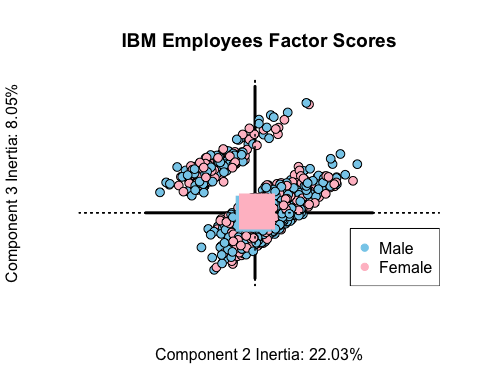 IBM Employees Factor Scores
Component 3 Inertia: 8.05%
Male
Female
Component 2 Inertia: 22.03%